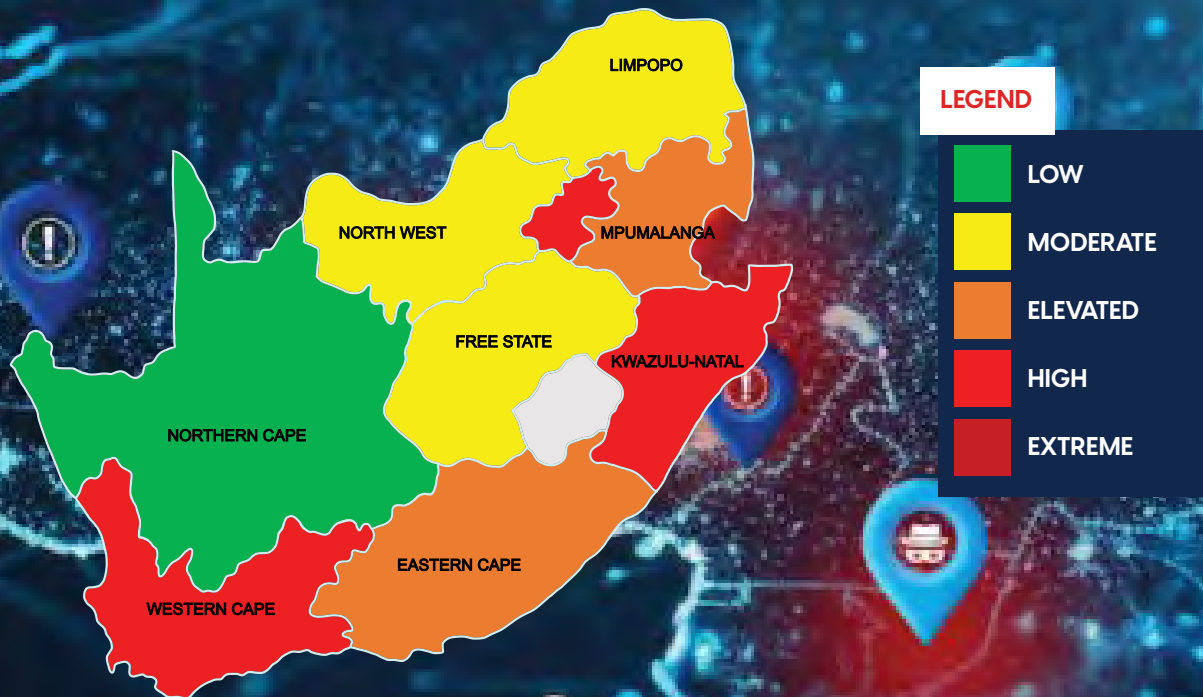 LIMPOPO
LEGEND
LOW
NORTH WEST
MPUMALANGA
MODERATE
ELEVATED
FREE STATE
KWAZULU-NATAL
HIGH
NORTHERN CAPE
EXTREME
EASTERN CAPE
WESTERN CAPE